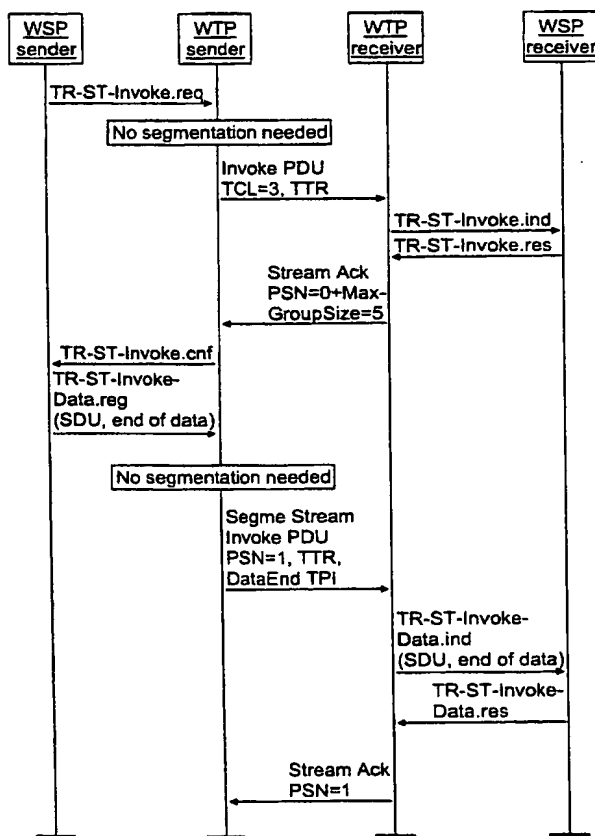 WSP
sender
WTP
sender
WTP
receiver
WSP
receiver
TR-ST-Invoke.req
No segmentation needed
Invoke PDU
TCL=3, TTR
TR-ST-Invoke.ind
TR-ST-Invoke.res
Stream Ack
PSN=0+Max-
GroupSize=5
TR-ST-Invoke.cnf
TR-ST-Invoke-
Data.reg
(SDU, end of data)
No segmentation needed
Segme Stream
Invoke PDU
PSN=1, TTR,
DataEnd TPI
TR-ST-Invoke-
Data.ind
(SDU, end of data)
TR-ST-Invoke-
Data.res
Stream Ack
PSN=1